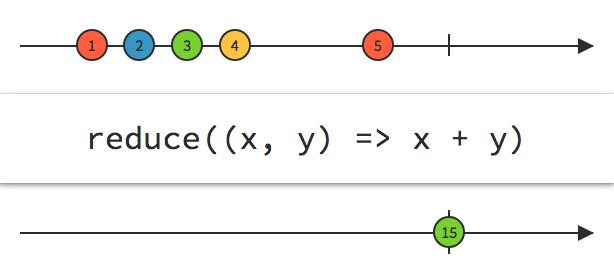 1 2 3 4 5
reduce((x, y) => x + y)
15